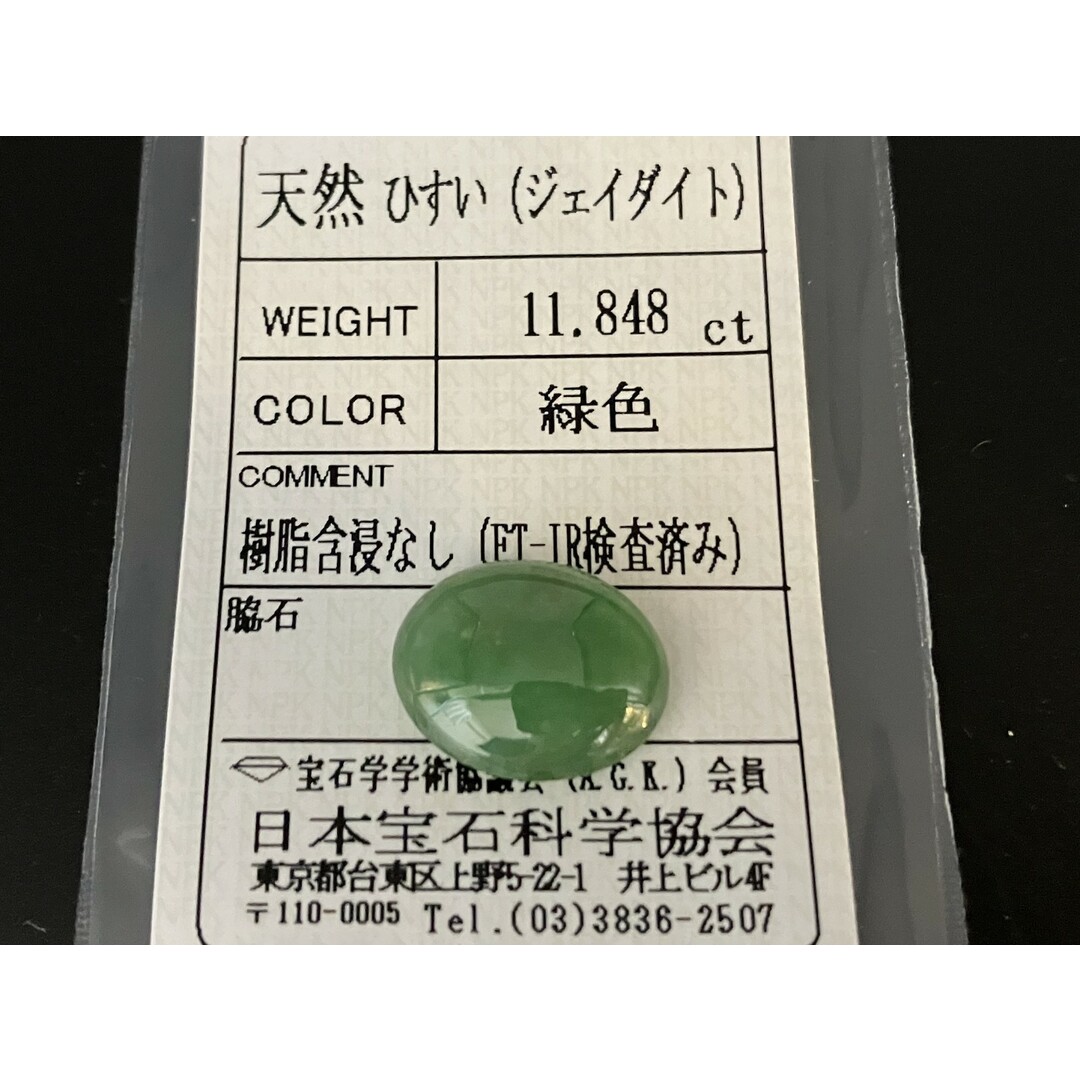 天然 ひすい (ジェイダイト)
WEIGHT 11.848 ct
COLOR 緑色
COMMENT
樹脂含浸なし (FT-IR検査済み)
脇石
宝石学学術協議会 (A.G.K.) 会員
日本宝石科学協会
東京都台東区上野5-22-1 井上ビル4F
〒110-0005 Tel.(03)3836-2507
NPK